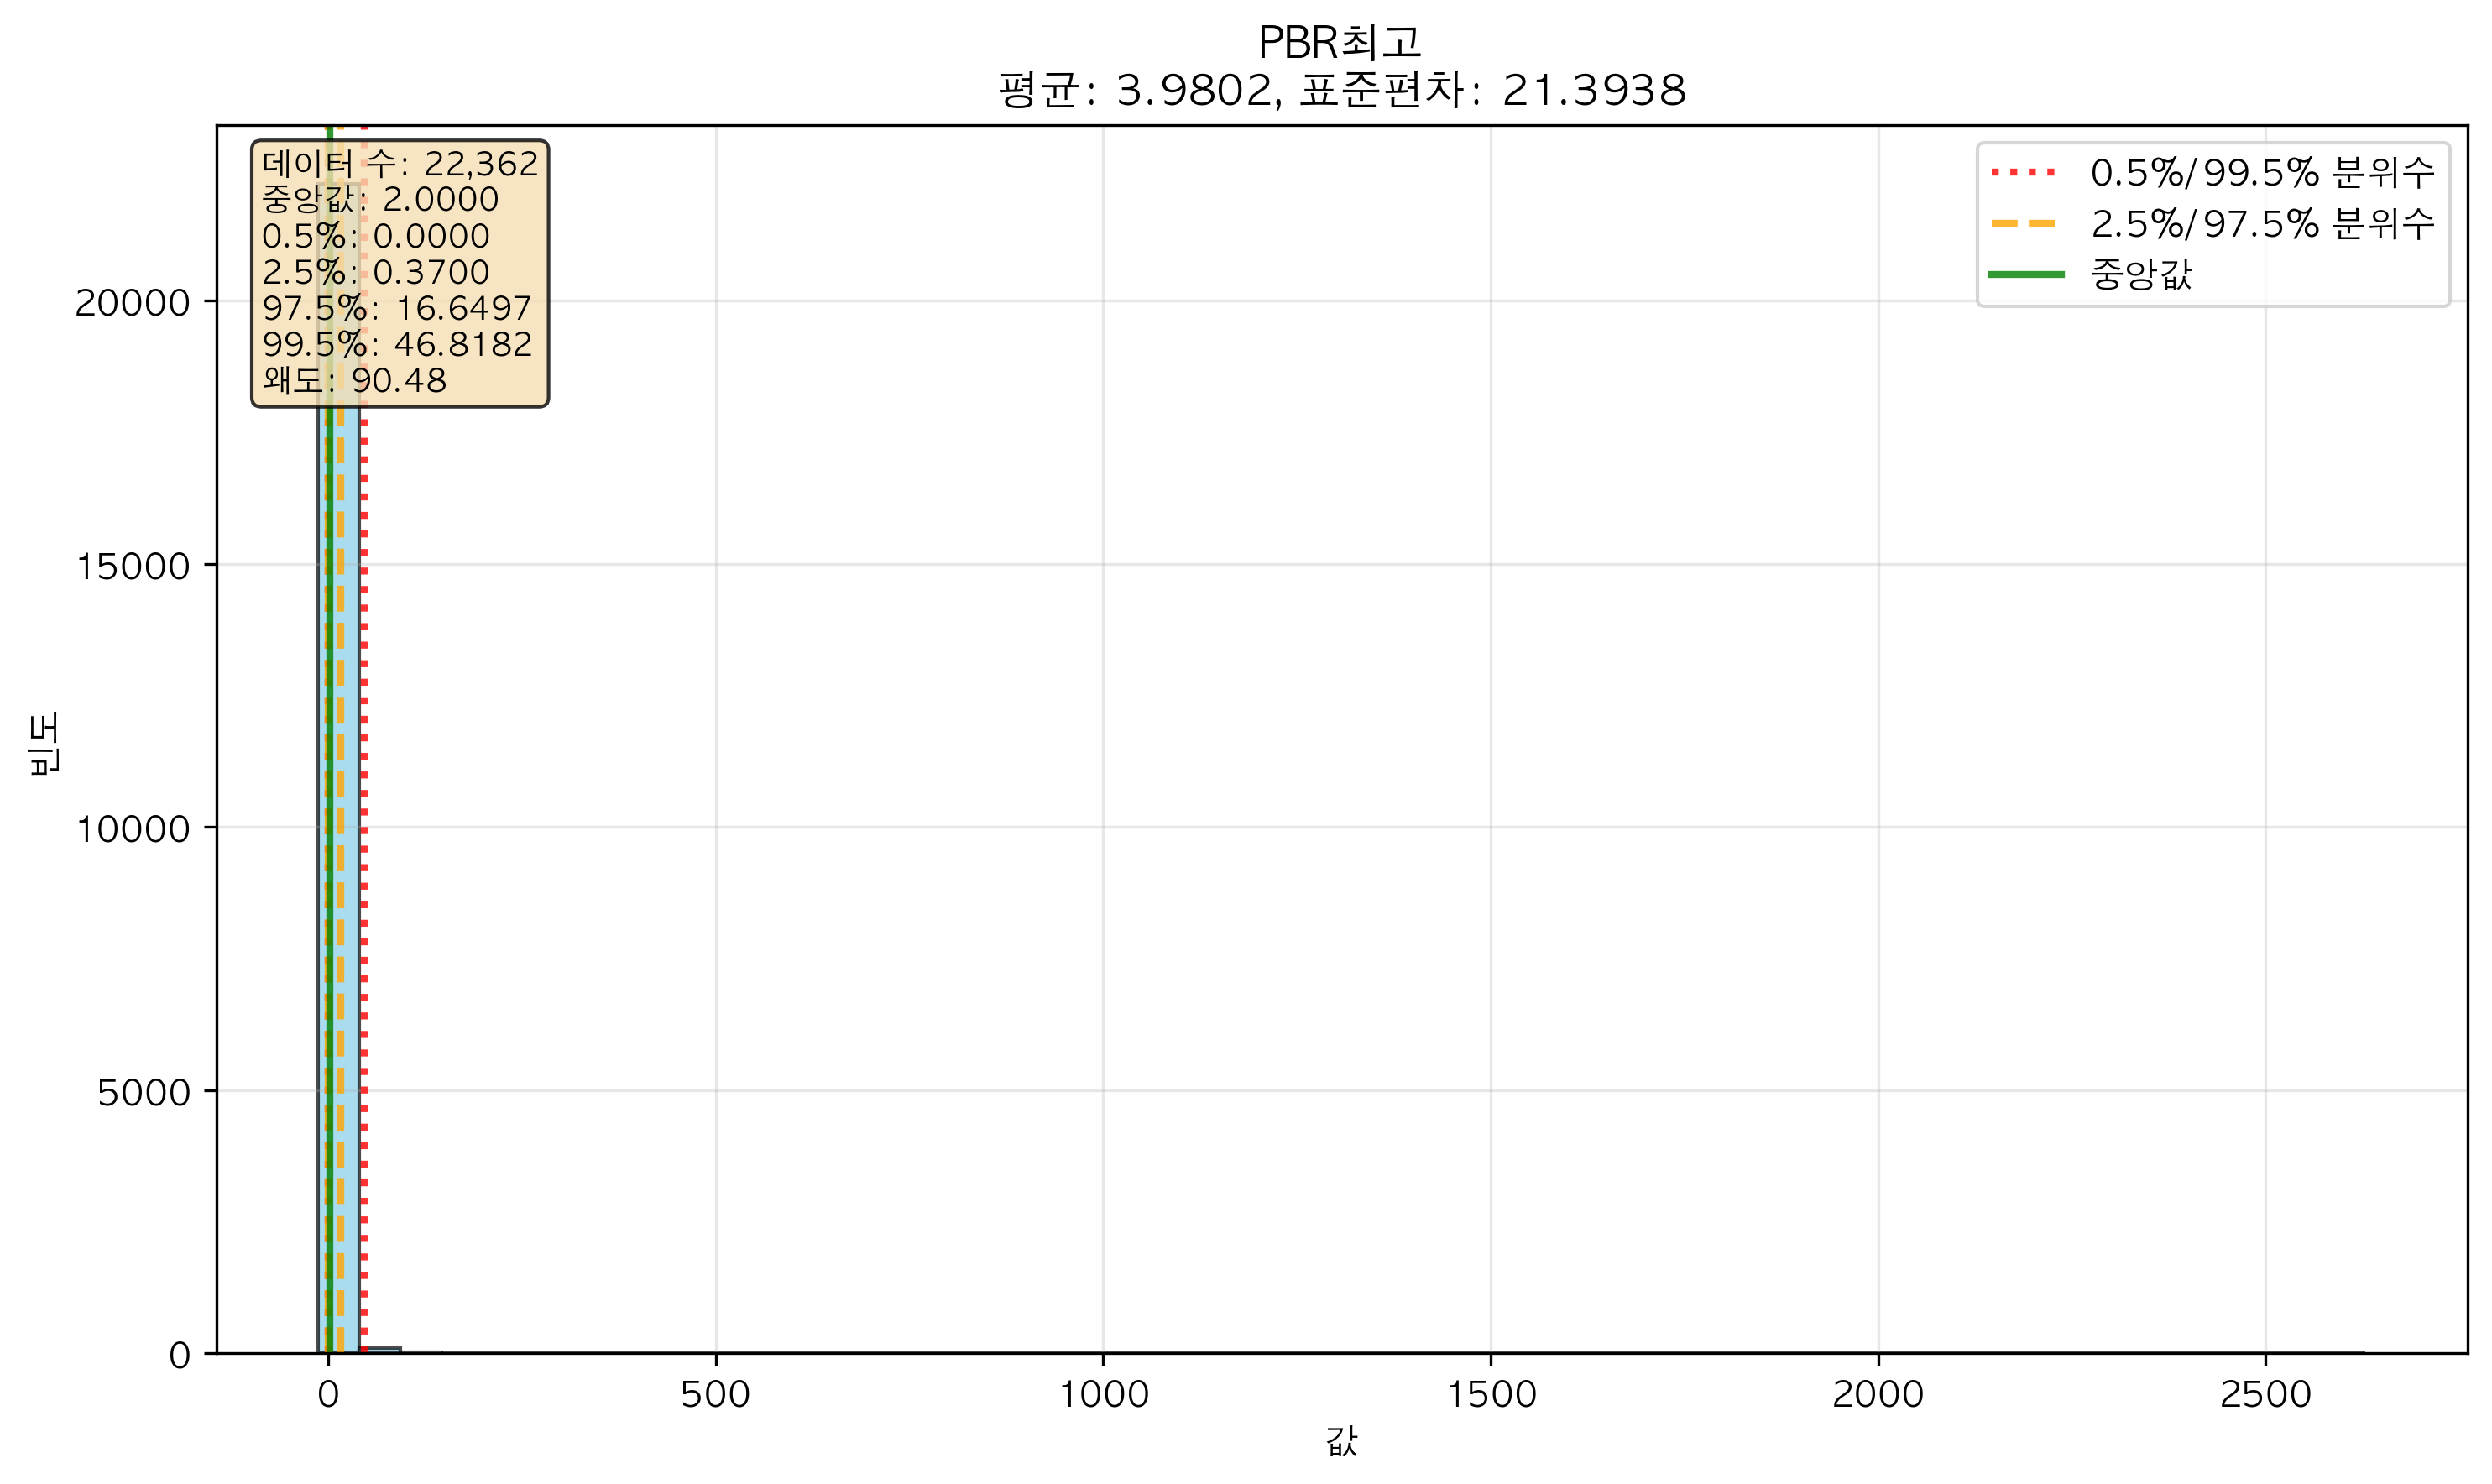 PBR최고
평균: 3.9802, 표준편차: 21.3938
데이터 수: 22,362
중앙값: 2.0000
0.5%: 0.0000
2.5%: 0.3700
97.5%: 16.6497
99.5%: 46.8182
왜도: 90.48
0.5%/99.5% 분위수
2.5%/97.5% 분위수
중앙값
빈도
20000
15000
10000
5000
0
0 500 1000 1500 2000 2500
값